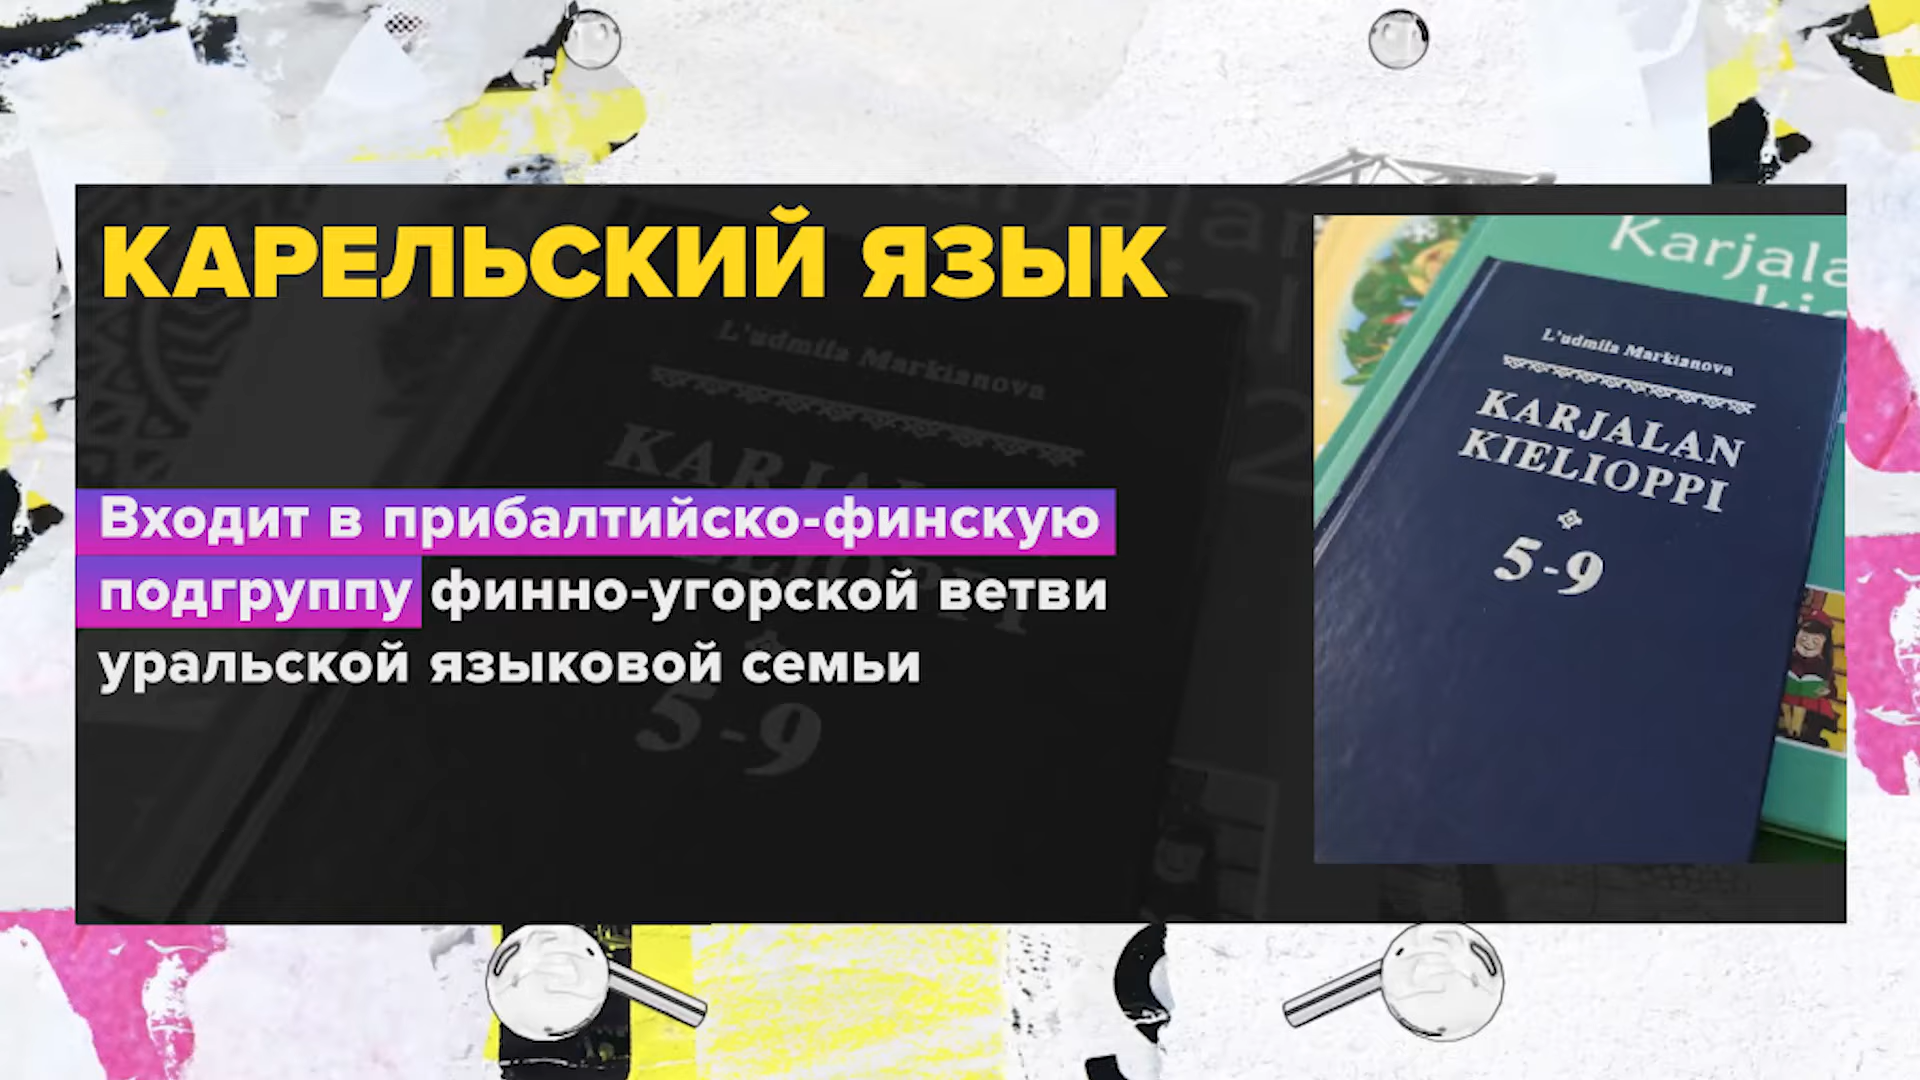 КАРЕЛЬСКИЙ ЯЗЫК
Входит в прибалтийско-финскую
подгруппу финно-угорской ветви
уральской языковой семьи
Karjala
L'udmila Markianova
KARJALAN
KIELIOPPI
5-9